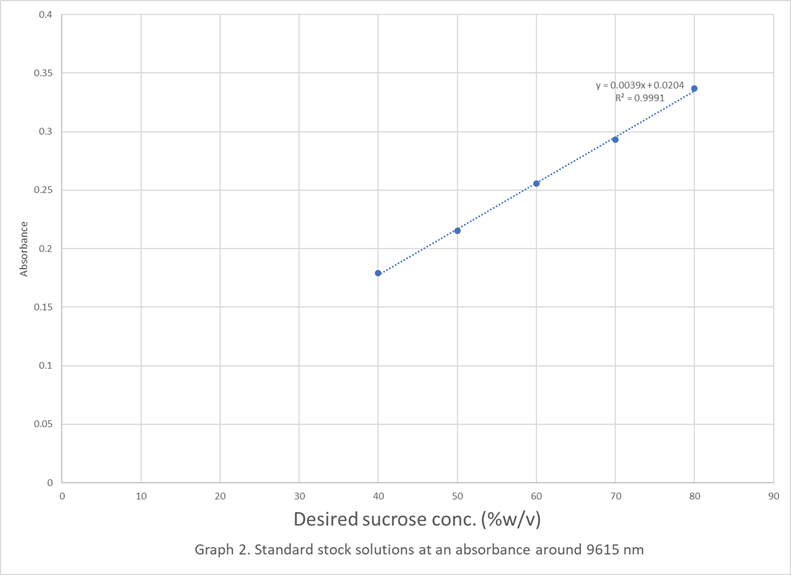 0.4
0.35
y = 0.0039x + 0.0204
R² = 0.9991
0.3
0.25
Absorbance
0.2
0.15
0.1
0.05
0
0 10 20 30 40 50 60 70 80 90
Desired sucrose conc. (%w/v)
Graph 2. Standard stock solutions at an absorbance around 9615 nm